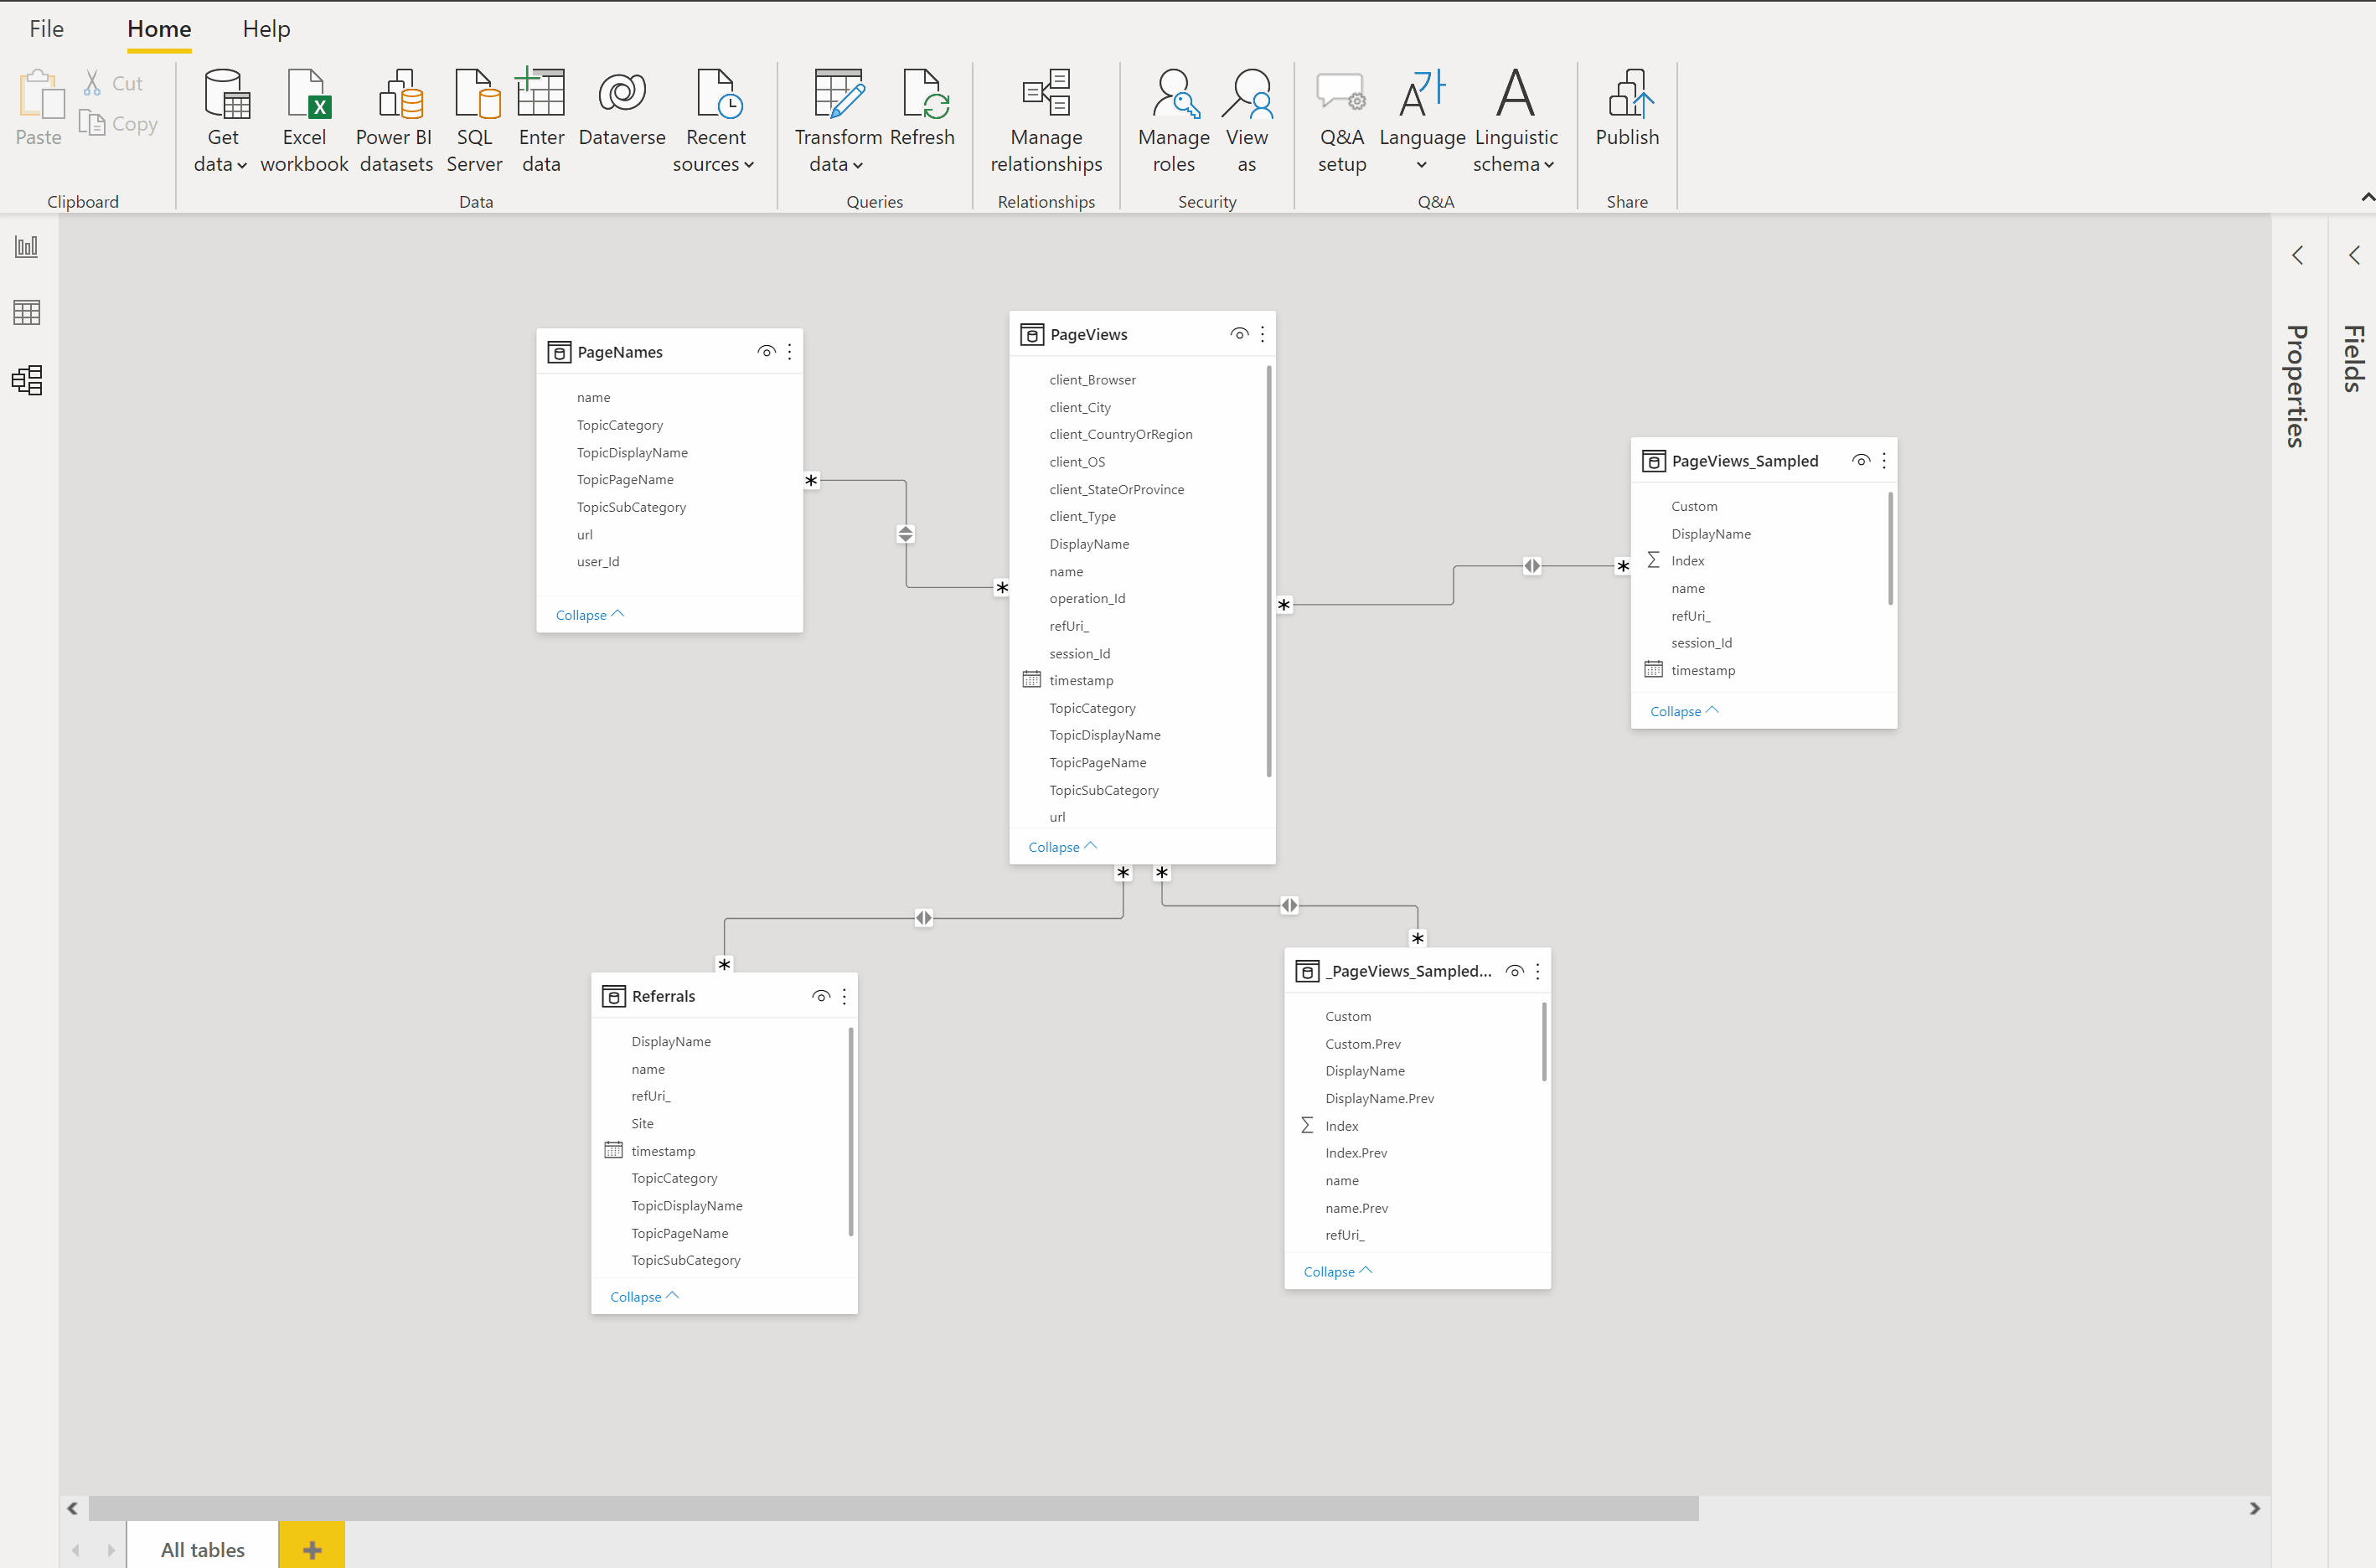 File Home Help
Paste
Cut
Copy
Get data
Excel workbook
Power BI datasets
SQL Server
Enter data
Dataverse
Recent sources
Transform data
Refresh
Manage relationships
Manage roles
View as
Q&A setup
Language
Linguistic schema
Publish
Clipboard
Data
Queries
Relationships
Security
Q&A
Share
Properties
Fields
PageNames
name
TopicCategory
TopicDisplayName
TopicPageName
TopicSubCategory
url
user_Id
Collapse
PageViews
client_Browser
client_City
client_CountryOrRegion
client_OS
client_StateOrProvince
client_Type
DisplayName
name
operation_Id
refUri_
session_Id
timestamp
TopicCategory
TopicDisplayName
TopicPageName
TopicSubCategory
url
Collapse
PageViews_Sampled
Custom
DisplayName
Index
name
refUri_
session_Id
timestamp
Collapse
Referrals
DisplayName
name
refUri_
Site
timestamp
TopicCategory
TopicDisplayName
TopicPageName
TopicSubCategory
Collapse
_PageViews_Sampled...
Custom
Custom.Prev
DisplayName
DisplayName.Prev
Index
Index.Prev
name
name.Prev
refUri_
Collapse
All tables